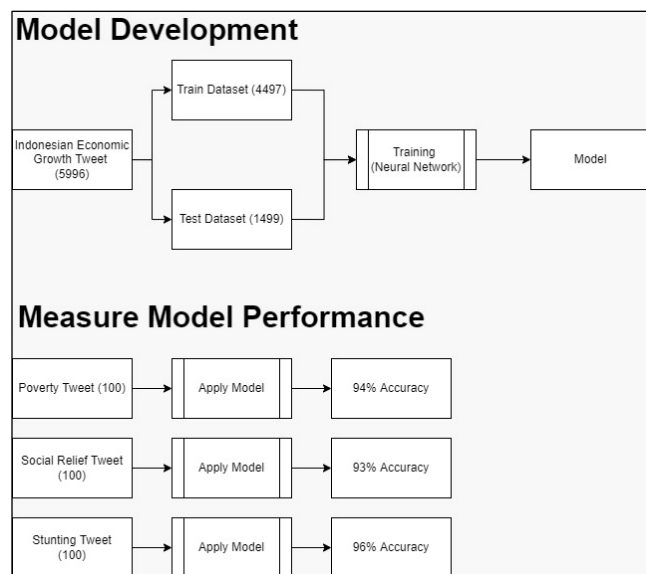 Model Development
Train Dataset (4497)
Indonesian Economic
Growth Tweet
(5996)
Training
(Neural Network)
Model
Test Dataset (1499)
Measure Model Performance
Poverty Tweet (100)
Apply Model
94% Accuracy
Social Relief Tweet
(100)
Apply Model
93% Accuracy
Stunting Tweet
(100)
Apply Model
96% Accuracy